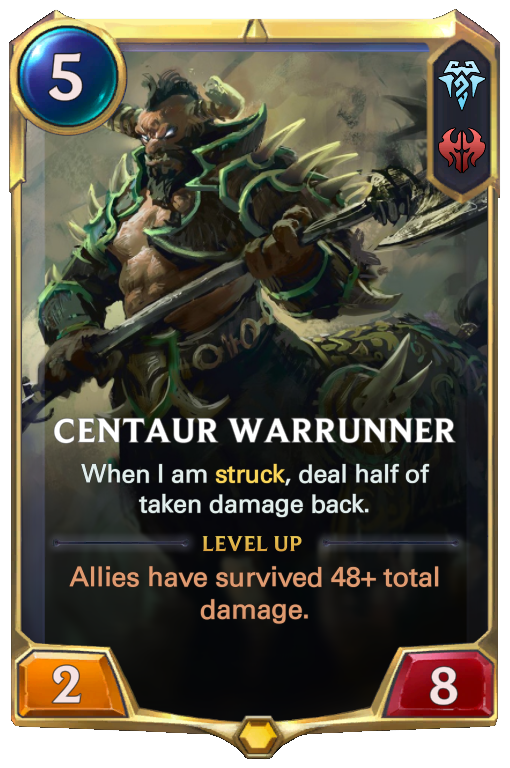 5
CENTAUR WARRUNNER
When I am struck, deal half of
taken damage back.
LEVEL UP
Allies have survived 48+ total
damage.
2
8